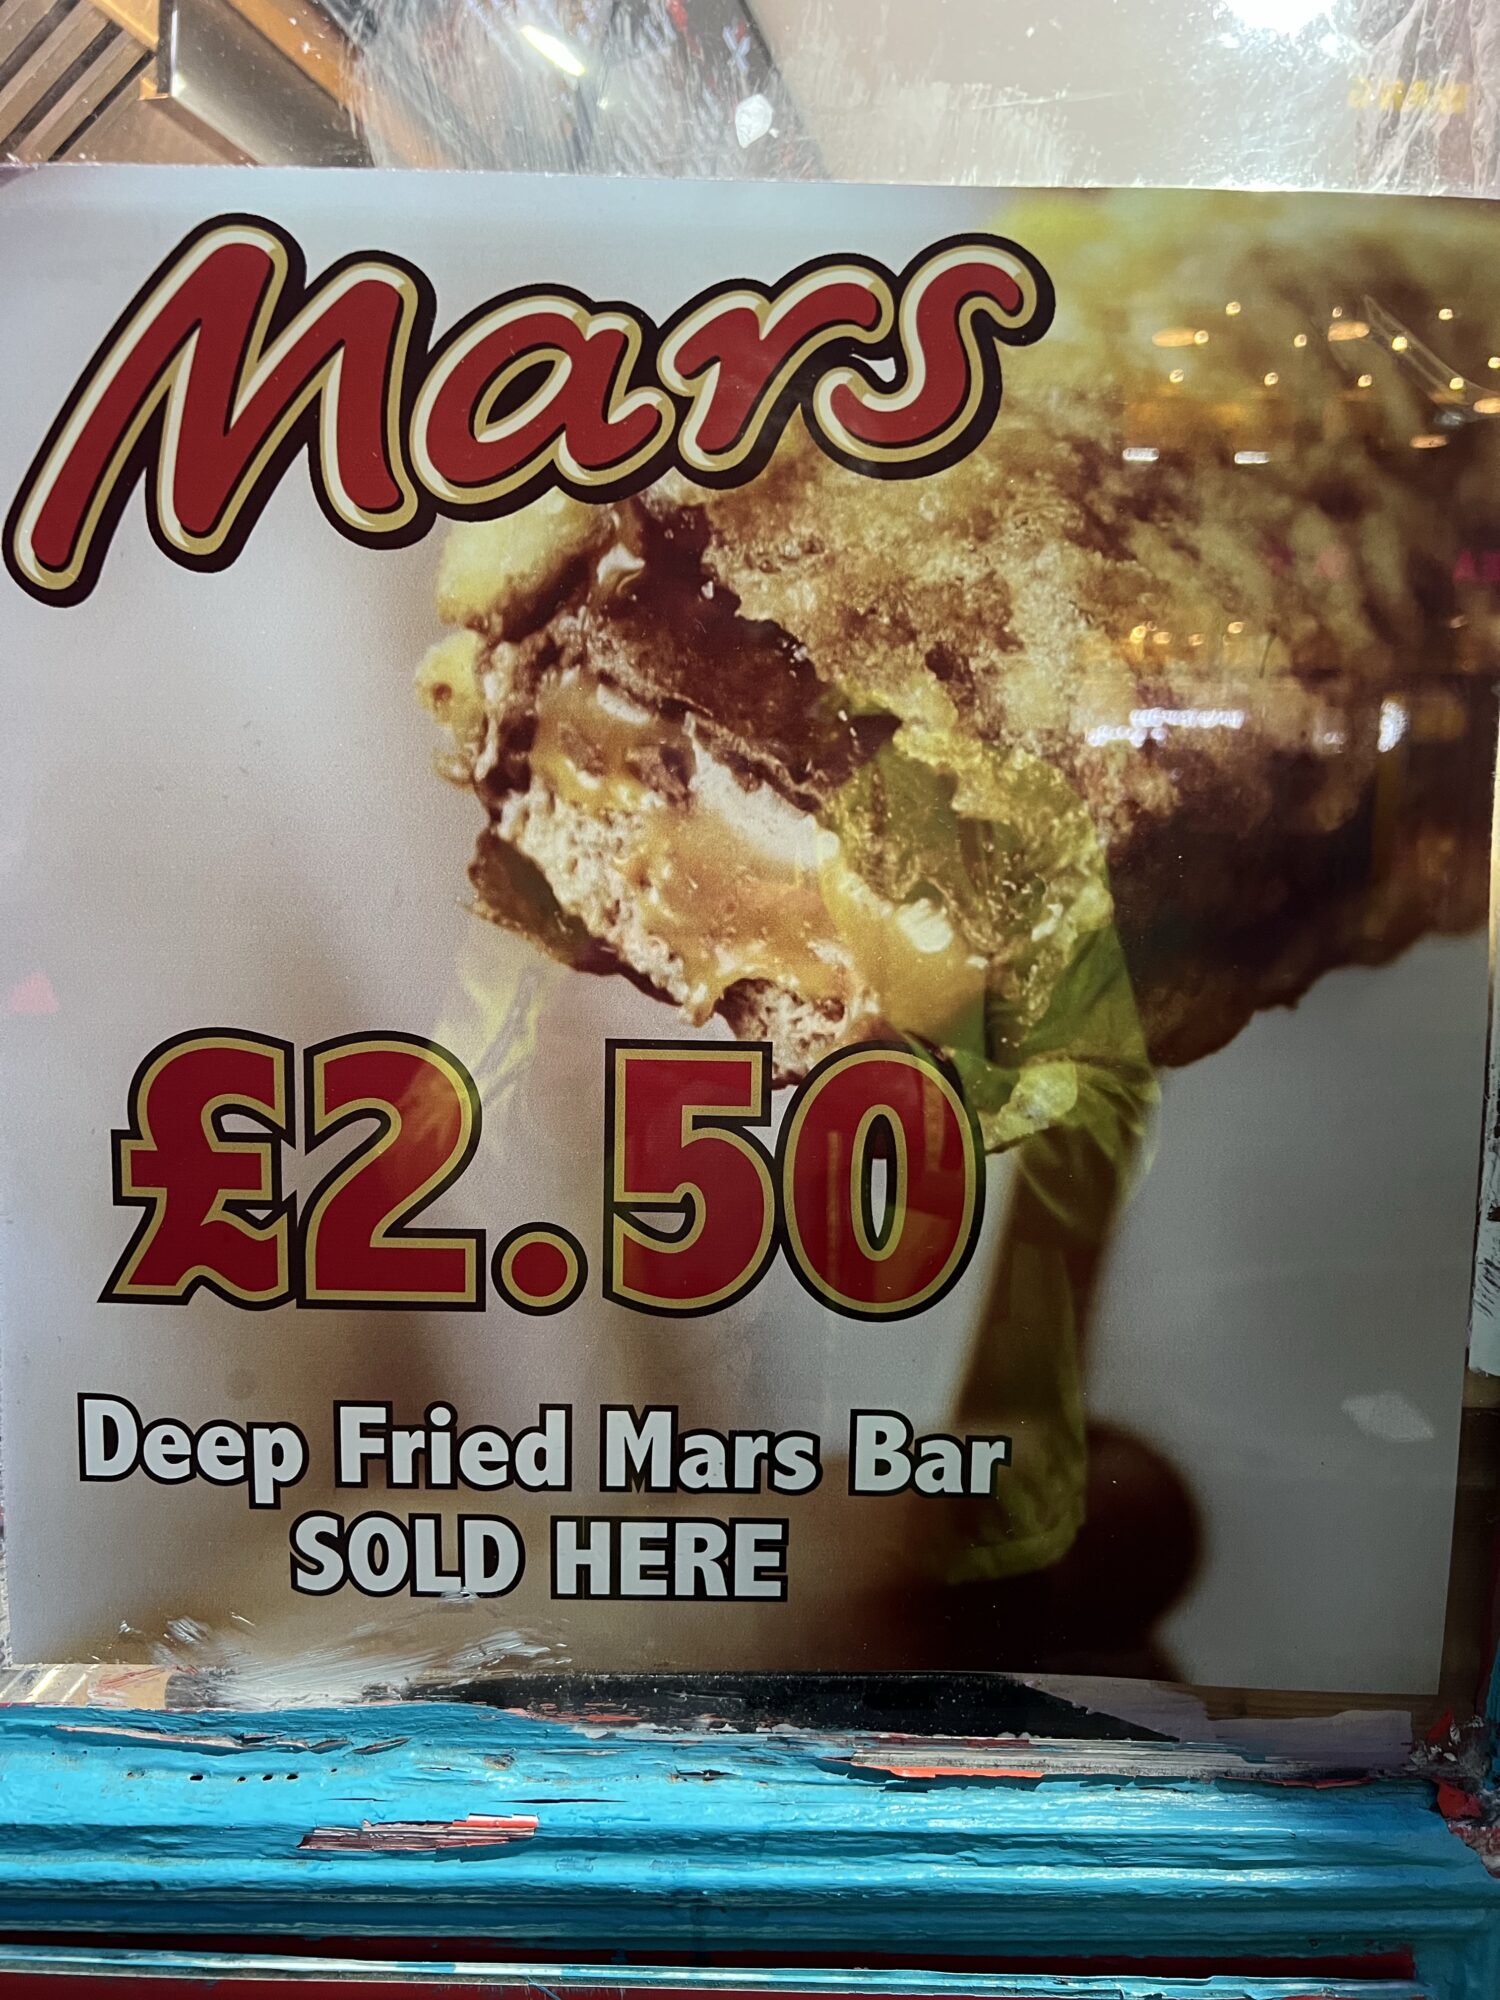 Mars
£2.50
Deep Fried Mars Bar
SOLD HERE